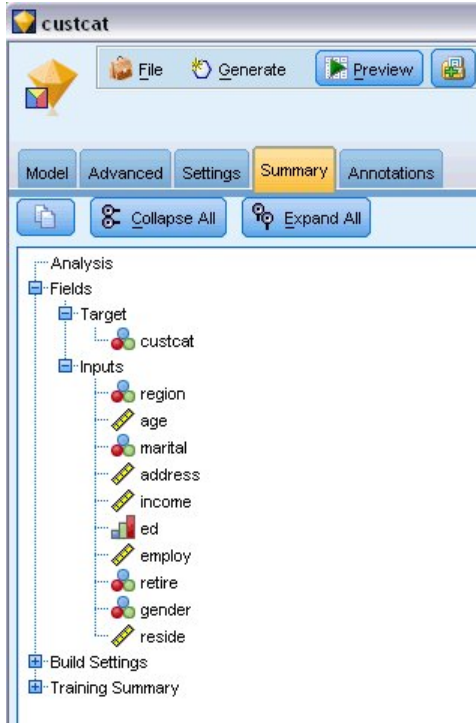 custcat
File Generate Preview
Model Advanced Settings Summary Annotations
Collapse All Expand All
Analysis
Fields
Target
custcat
Inputs
region
age
marital
address
income
ed
employ
retire
gender
reside
Build Settings
Training Summary